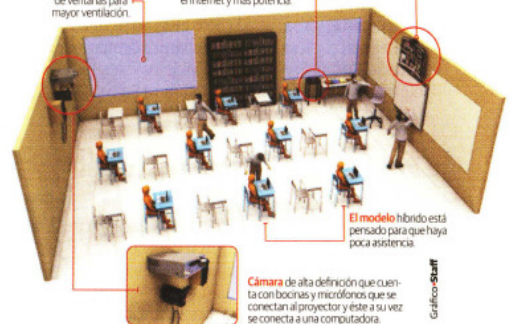 de ventanas para
mayor ventilación.
el internet y más potencia.
El modelo híbrido está
pensado para que haya
poca asistencia.
Cámara de alta definición que cuen-
ta con bocinas y micrófonos que se
conectan al proyector y éste a su vez
se conecta a una computadora.
Gráfico•Staff